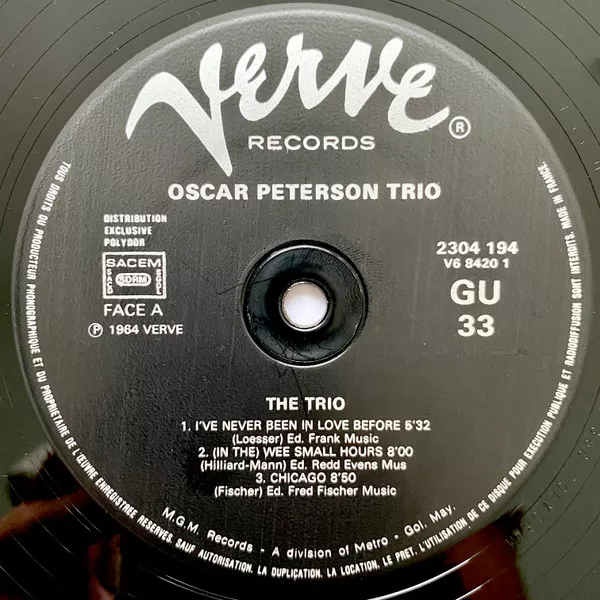 Verve®
RECORDS
OSCAR PETERSON TRIO
DISTRIBUTION
EXCLUSIVE
POLYDOR
SACEM
SACD SDRM SGDL
FACE A
Ⓟ 1964 VERVE
2304 194
V6 8420 1
GU
33
THE TRIO
1. I'VE NEVER BEEN IN LOVE BEFORE 5'32
(Loesser) Ed. Frank Music
2. (IN THE) WEE SMALL HOURS 8'00
(Hilliard-Mann) Ed. Redd Evens Mus
3. CHICAGO 8'50
(Fischer) Ed. Fred Fischer Music
M.G.M. Records - A division of Metro - Gol. May.
TOUS DROITS DU PRODUCTEUR PHONOGRAPHIQUE ET DU PROPRIETAIRE DE L'ŒUVRE ENREGISTREE RESERVES. SAUF AUTORISATION. LA DUPLICATION. LA LOCATION. LE PRET. L'UTILISATION DE CE DISQUE POUR EXECUTION PUBLIQUE ET RADIODIFFUSION SONT INTERDITS. MADE IN FRANCE.